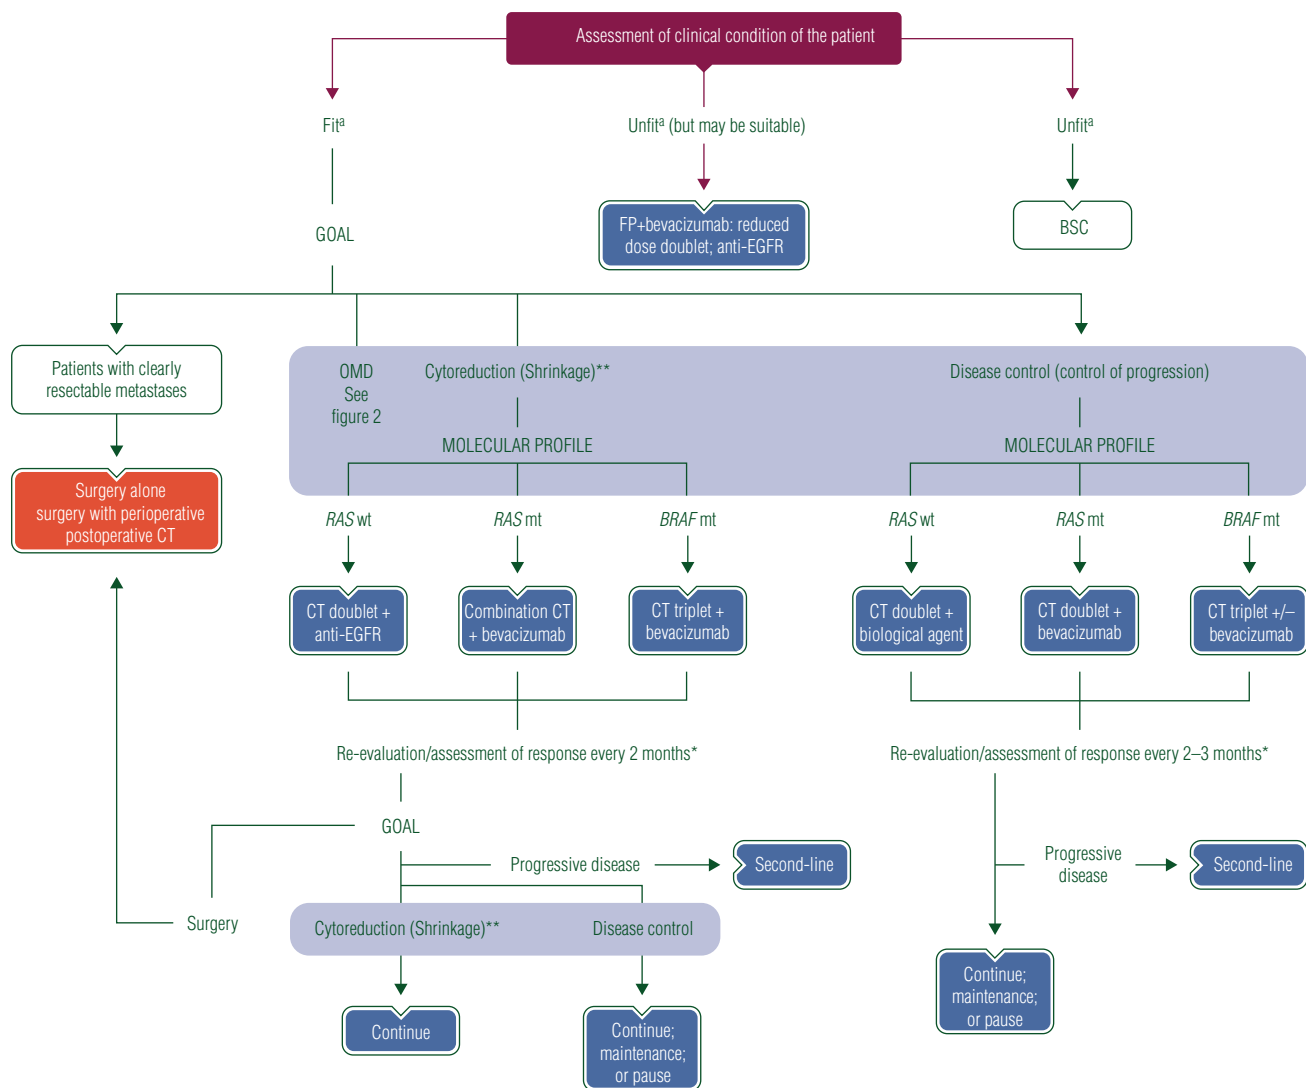 Assessment of clinical condition of the patient
Fitᵃ
Unfitᵃ (but may be suitable)
Unfitᵃ
FP+bevacizumab: reduced
dose doublet; anti-EGFR
BSC
GOAL
Patients with clearly
resectable metastases
OMD
See
figure 2
Cytoreduction (Shrinkage)**
Disease control (control of progression)
MOLECULAR PROFILE
MOLECULAR PROFILE
Surgery alone
surgery with perioperative
postoperative CT
RAS wt
RAS mt
BRAF mt
RAS wt
RAS mt
BRAF mt
CT doublet +
anti-EGFR
Combination CT
+ bevacizumab
CT triplet +
bevacizumab
CT doublet +
biological agent
CT doublet +
bevacizumab
CT triplet +/–
bevacizumab
Re-evaluation/assessment of response every 2 months*
Re-evaluation/assessment of response every 2–3 months*
GOAL
Progressive disease
Second-line
Progressive
disease
Second-line
Surgery
Cytoreduction (Shrinkage)**
Disease control
Continue
Continue;
maintenance;
or pause
Continue;
maintenance;
or pause